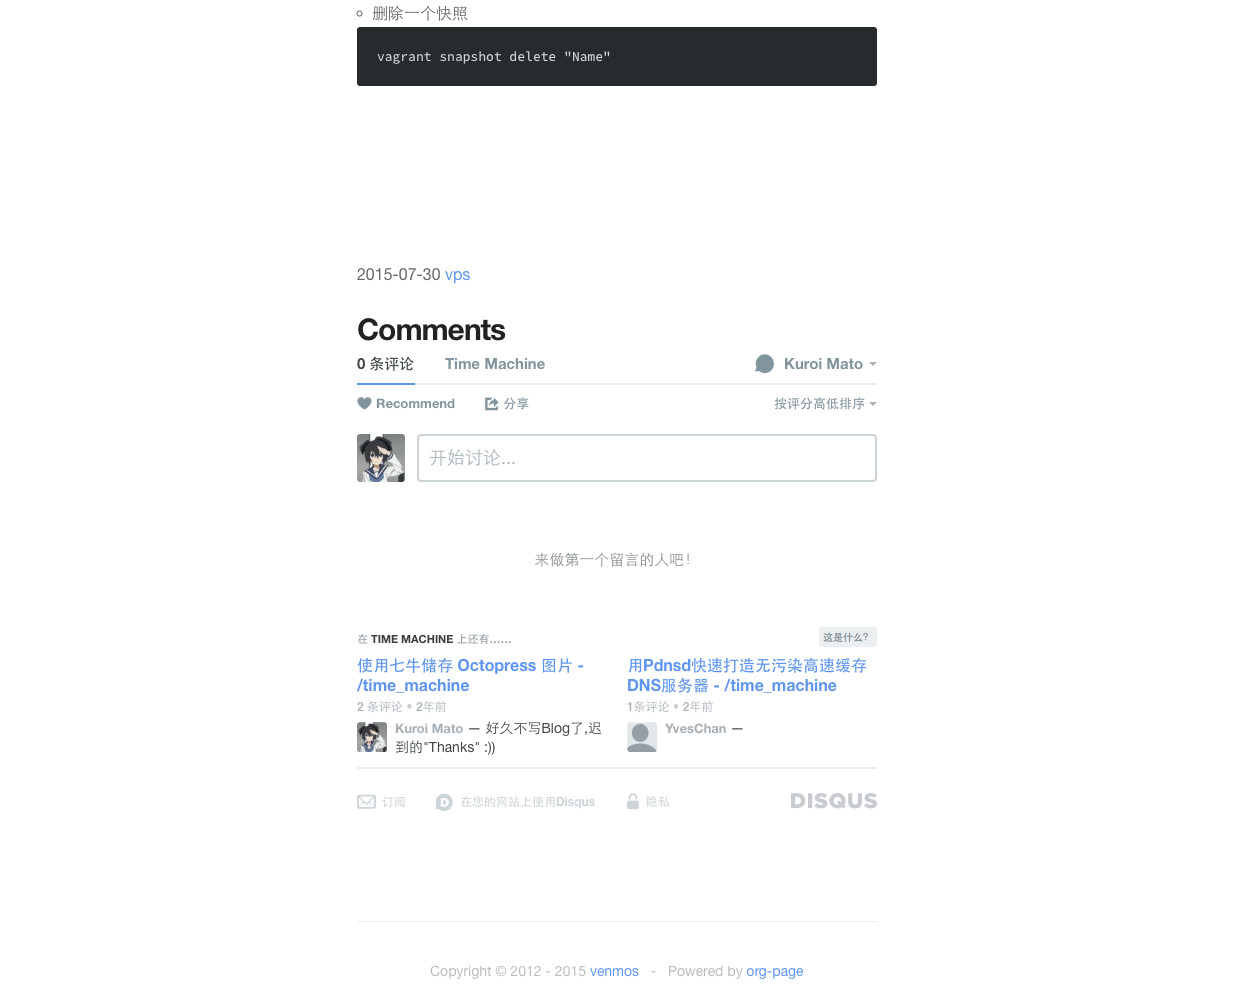 删除一个快照
vagrant snapshot delete "Name"
2015-07-30 vps
Comments
0 条评论 Time Machine Kuroi Mato
Recommend 分享 按评分高低排序
开始讨论...
来做第一个留言的人吧！
在 TIME MACHINE 上还有…… 这是什么？
使用七牛储存 Octopress 图片 -
/time_machine
2 条评论 • 2年前
Kuroi Mato — 好久不写Blog了,迟
到的"Thanks" :))
用Pdnsd快速打造无污染高速缓存
DNS服务器 - /time_machine
1条评论 • 2年前
YvesChan —
订阅 在您的网站上使用Disqus 隐私 DISQUS
Copyright © 2012 - 2015 venmos - Powered by org-page